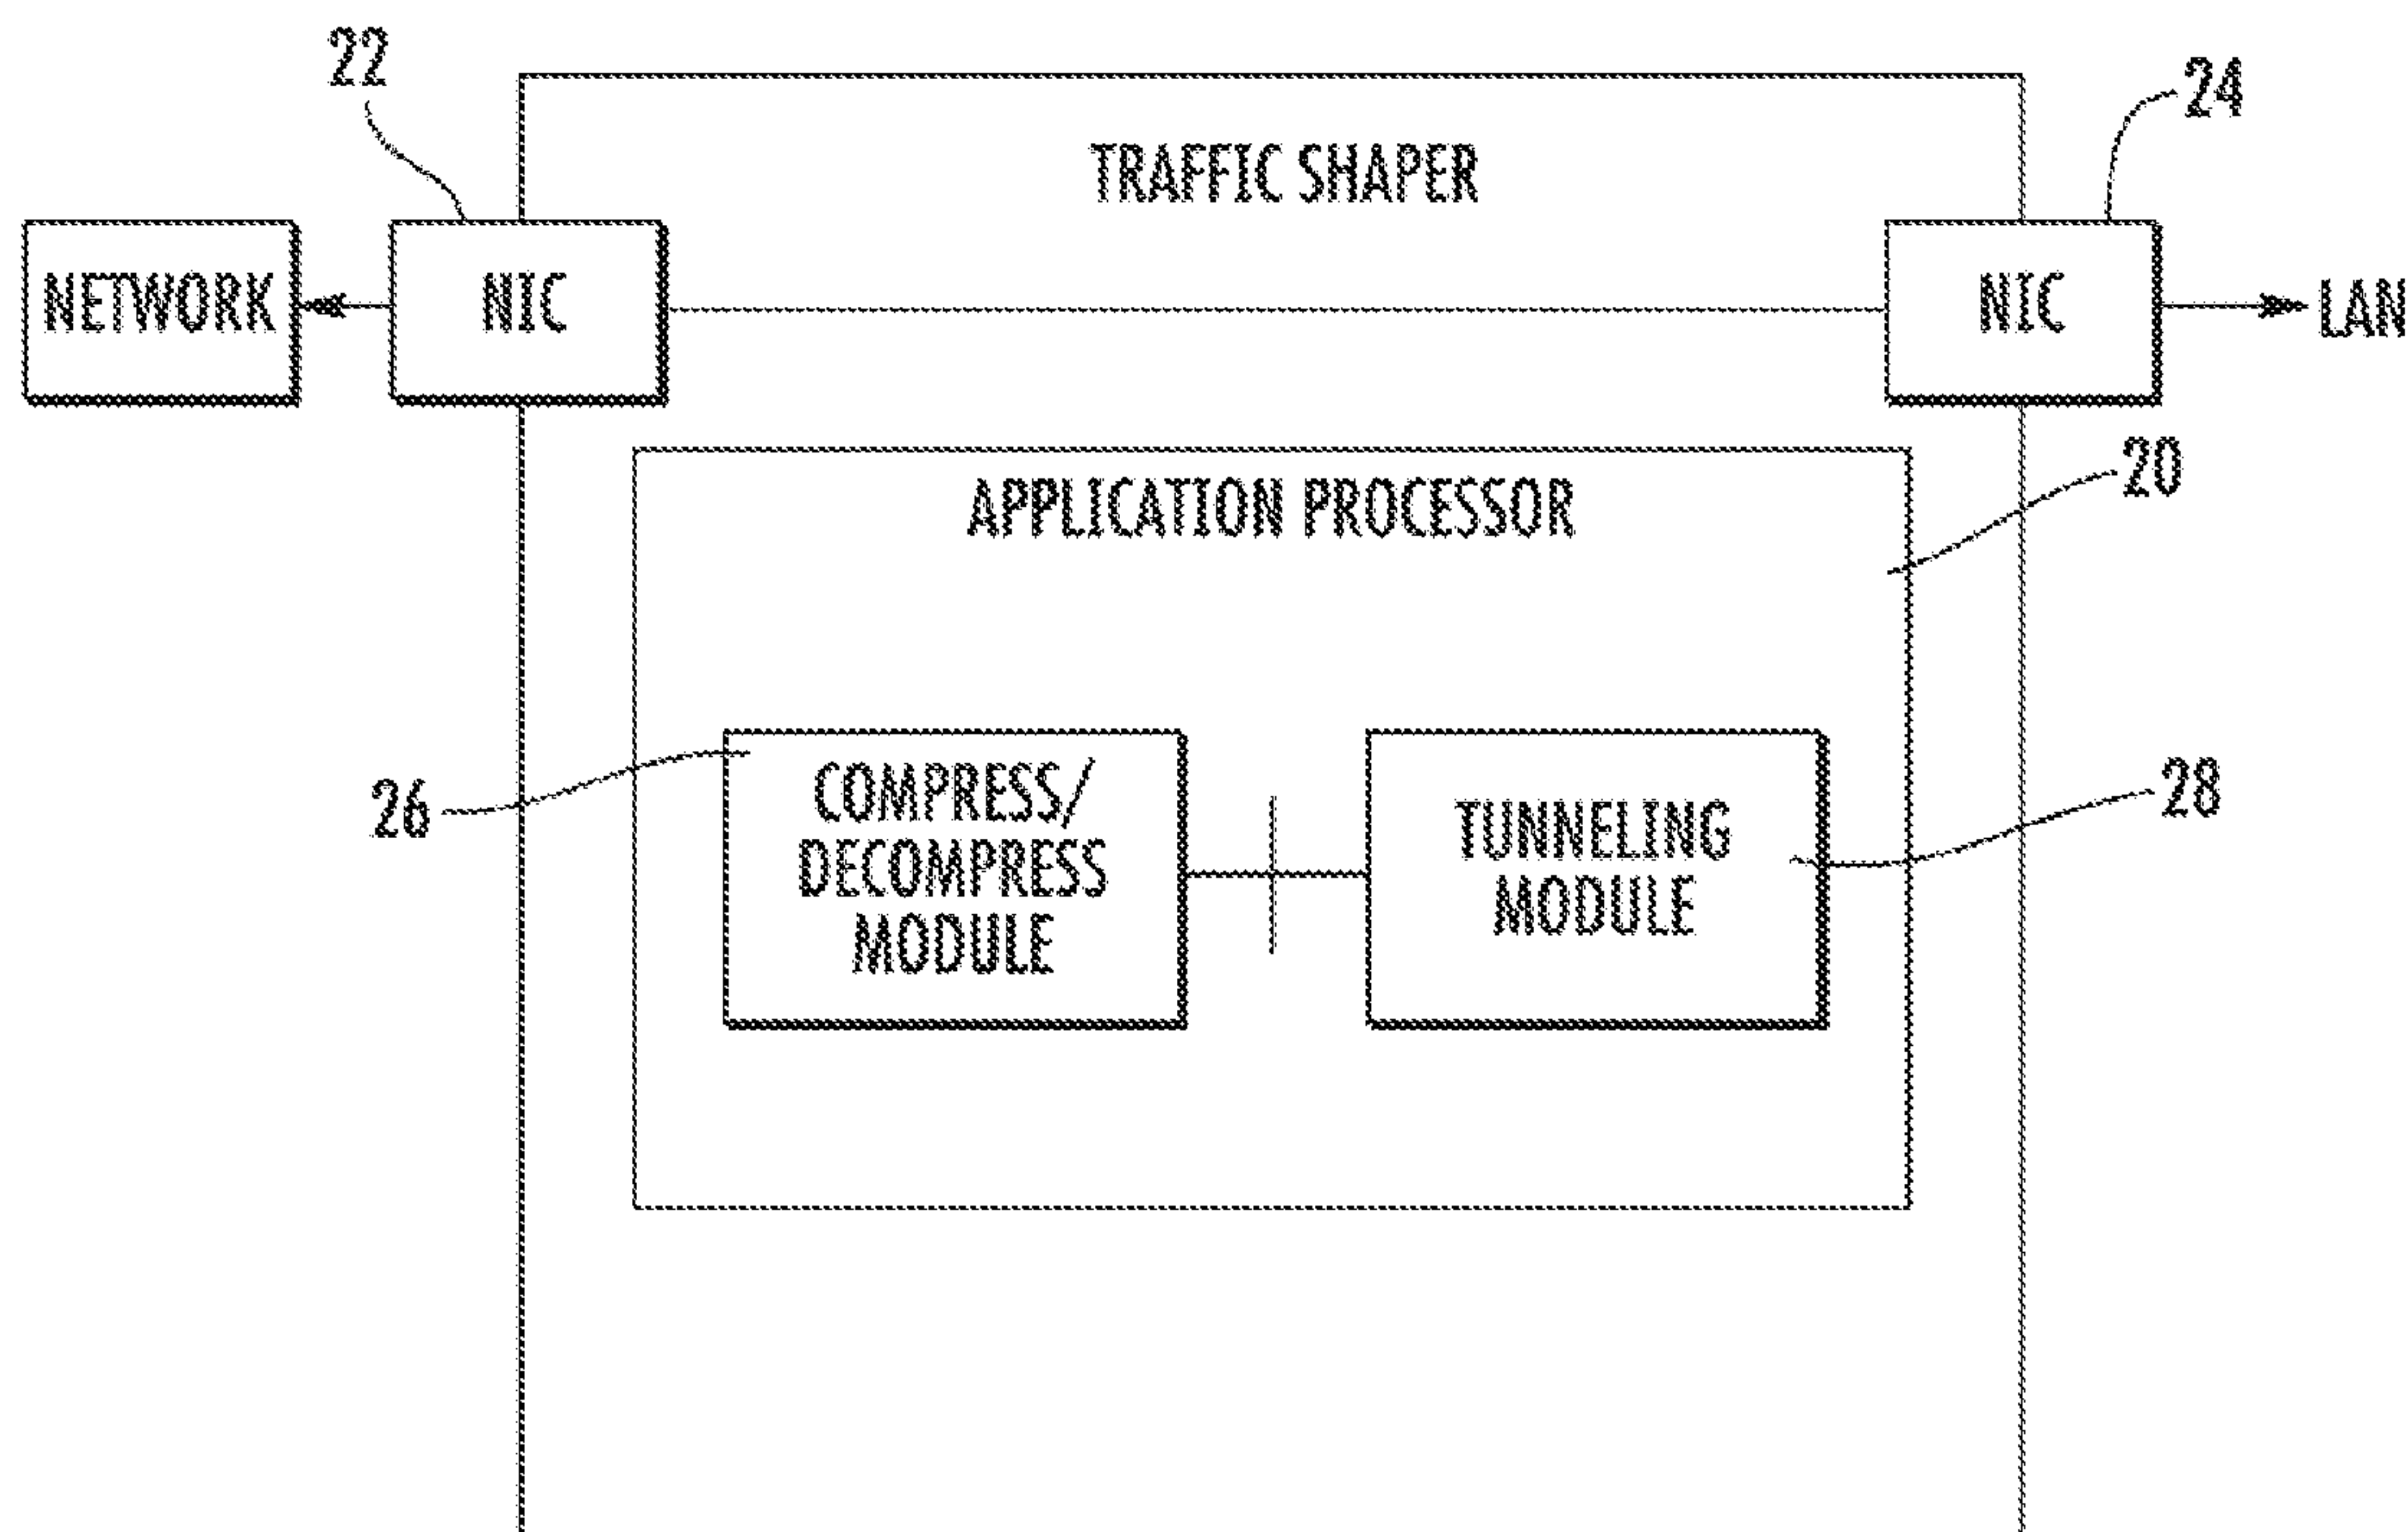 22
24
TRAFFIC SHAPER
NETWORK
NIC
NIC
LAN
20
APPLICATION PROCESSOR
26
COMPRESS/
DECOMPRESS
MODULE
TUNNELING
MODULE
28